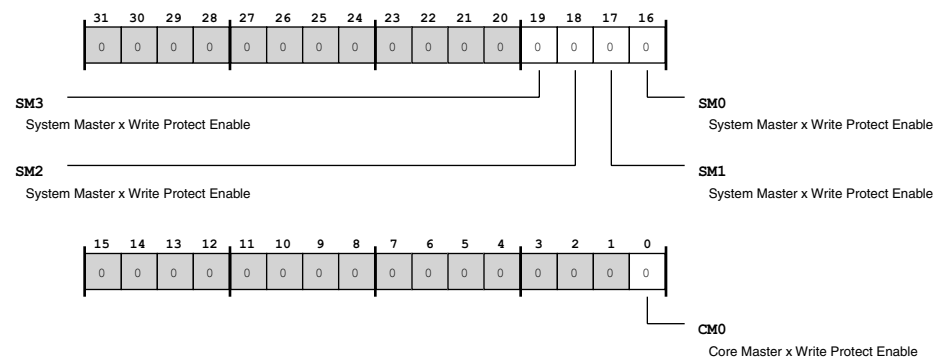 31 30 29 28 27 26 25 24 23 22 21 20 19 18 17 16
0 0 0 0 0 0 0 0 0 0 0 0 0 0 0 0
SM3
System Master x Write Protect Enable
SM0
System Master x Write Protect Enable
SM2
System Master x Write Protect Enable
SM1
System Master x Write Protect Enable
15 14 13 12 11 10 9 8 7 6 5 4 3 2 1 0
0 0 0 0 0 0 0 0 0 0 0 0 0 0 0 0
CM0
Core Master x Write Protect Enable